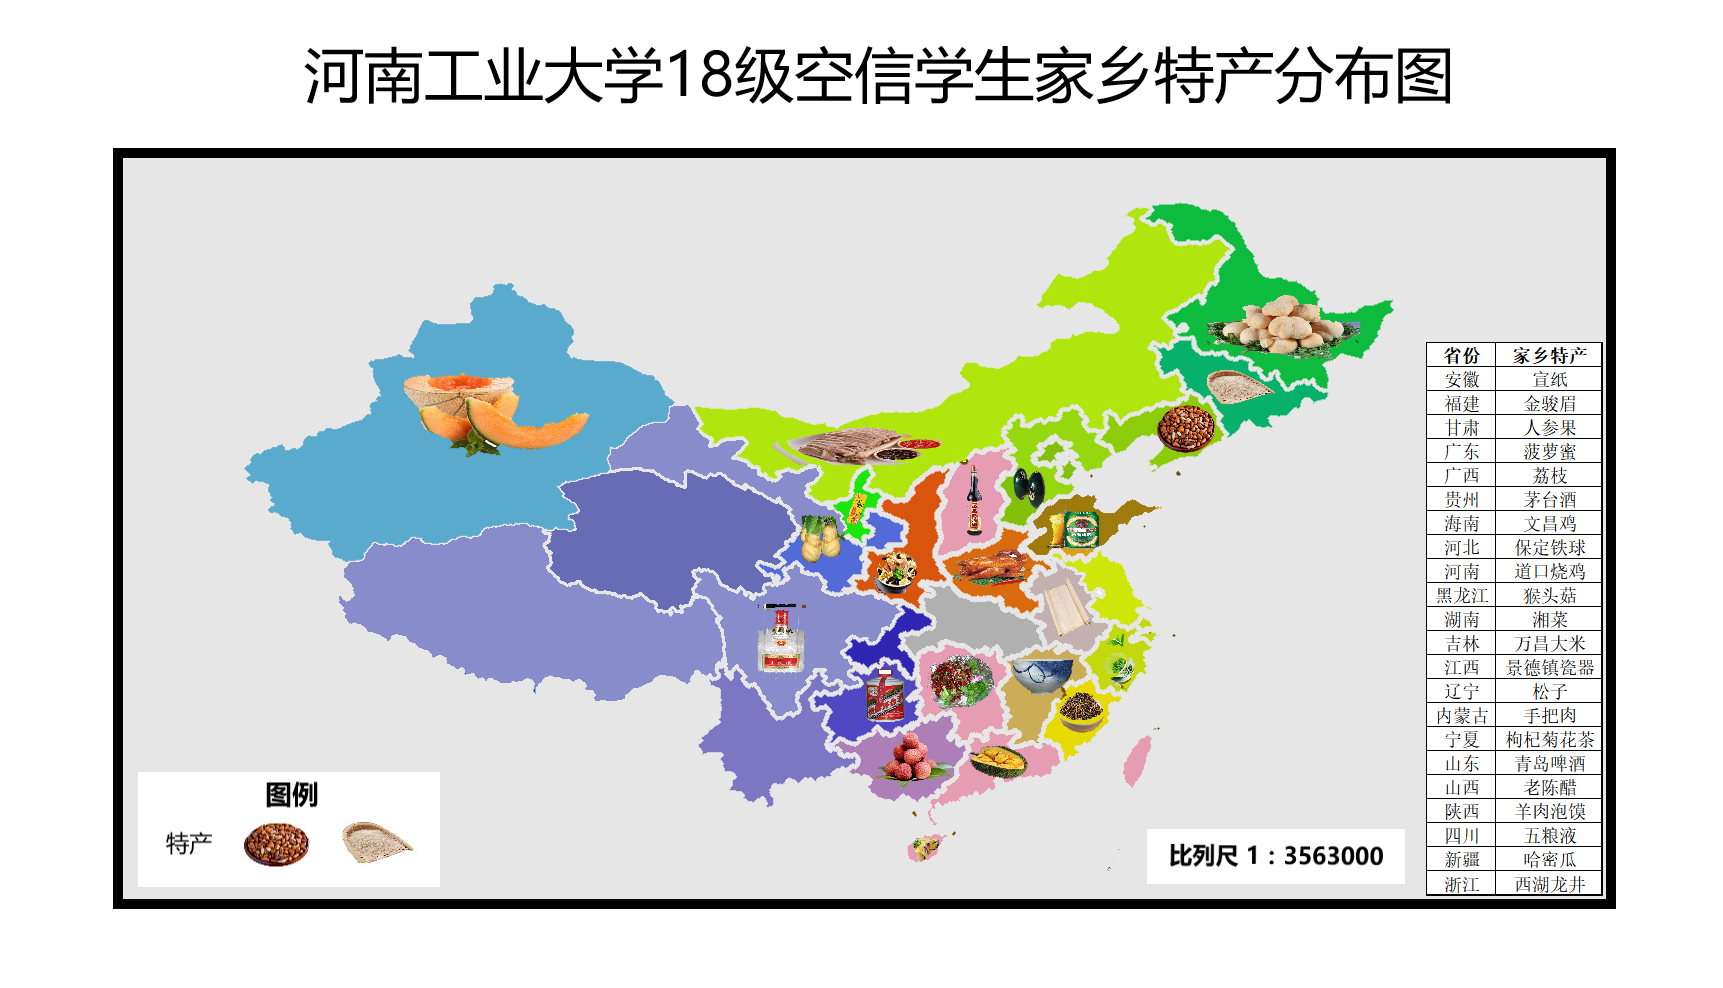 河南工业大学18级空信学生家乡特产分布图
省份 家乡特产
安徽 宣纸
福建 金骏眉
甘肃 人参果
广东 菠萝蜜
广西 荔枝
贵州 茅台酒
海南 文昌鸡
河北 保定铁球
河南 道口烧鸡
黑龙江 猴头菇
湖南 湘菜
吉林 万昌大米
江西 景德镇瓷器
辽宁 松子
内蒙古 手把肉
宁夏 枸杞菊花茶
山东 青岛啤酒
山西 老陈醋
陕西 羊肉泡馍
四川 五粮液
新疆 哈密瓜
浙江 西湖龙井
图例
特产
比列尺 1：3563000